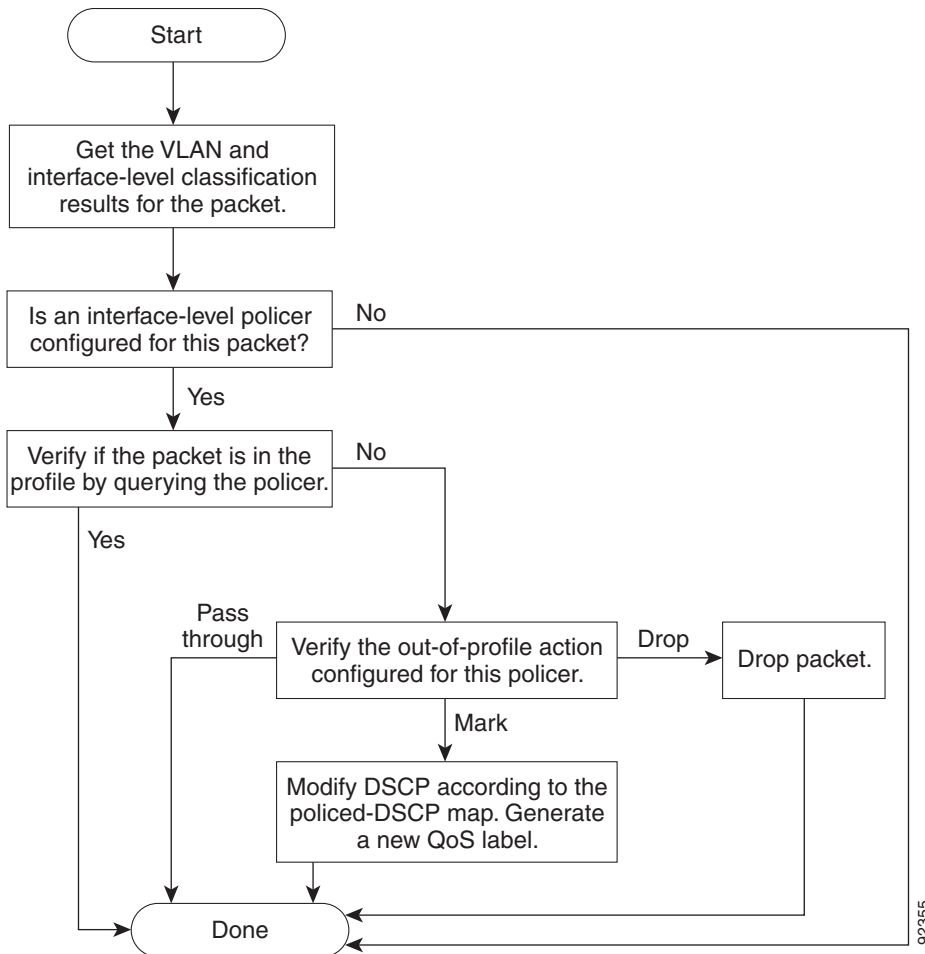 Start
Get the VLAN and
interface-level classification
results for the packet.
Is an interface-level policer
configured for this packet?
No
Yes
Verify if the packet is in the
profile by querying the policer.
No
Yes
Pass
through
Verify the out-of-profile action
configured for this policer.
Drop
Drop packet.
Mark
Modify DSCP according to the
policed-DSCP map. Generate
a new QoS label.
Done
92355